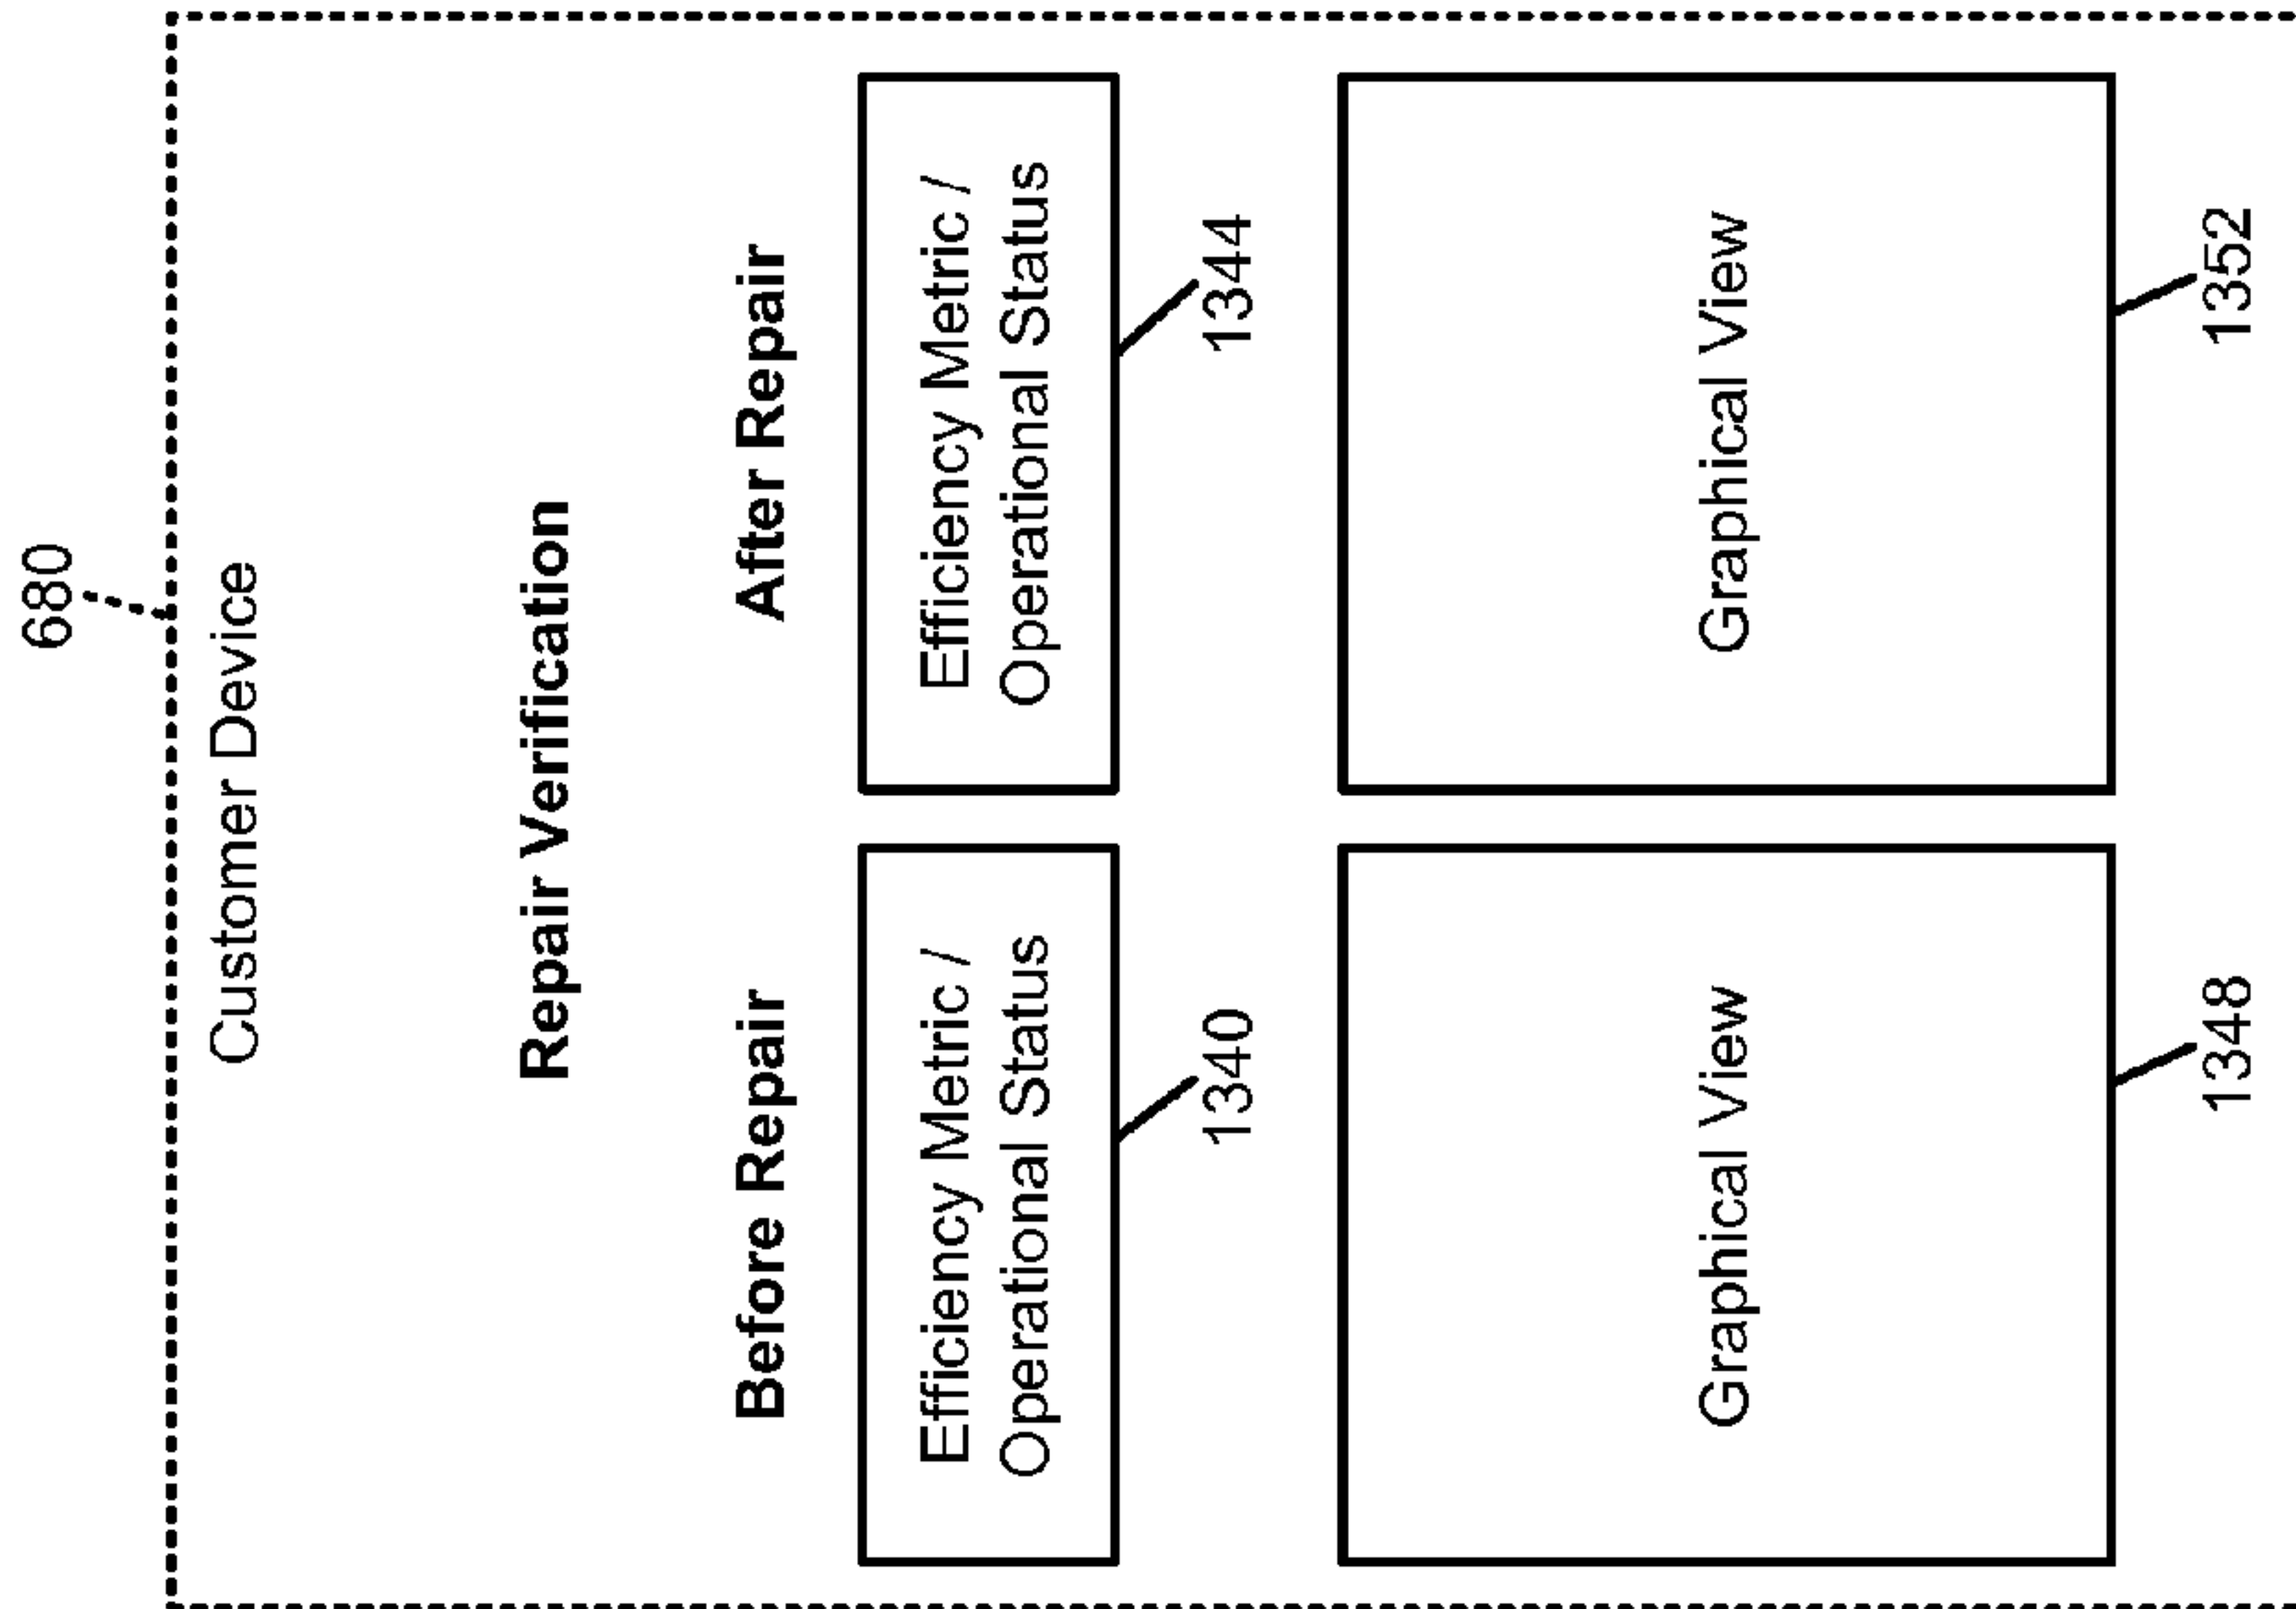 680
Customer Device
Repair Verification
Before Repair
After Repair
Efficiency Metric /
Operational Status
1340
Efficiency Metric /
Operational Status
1344
Graphical View
1348
Graphical View
1352